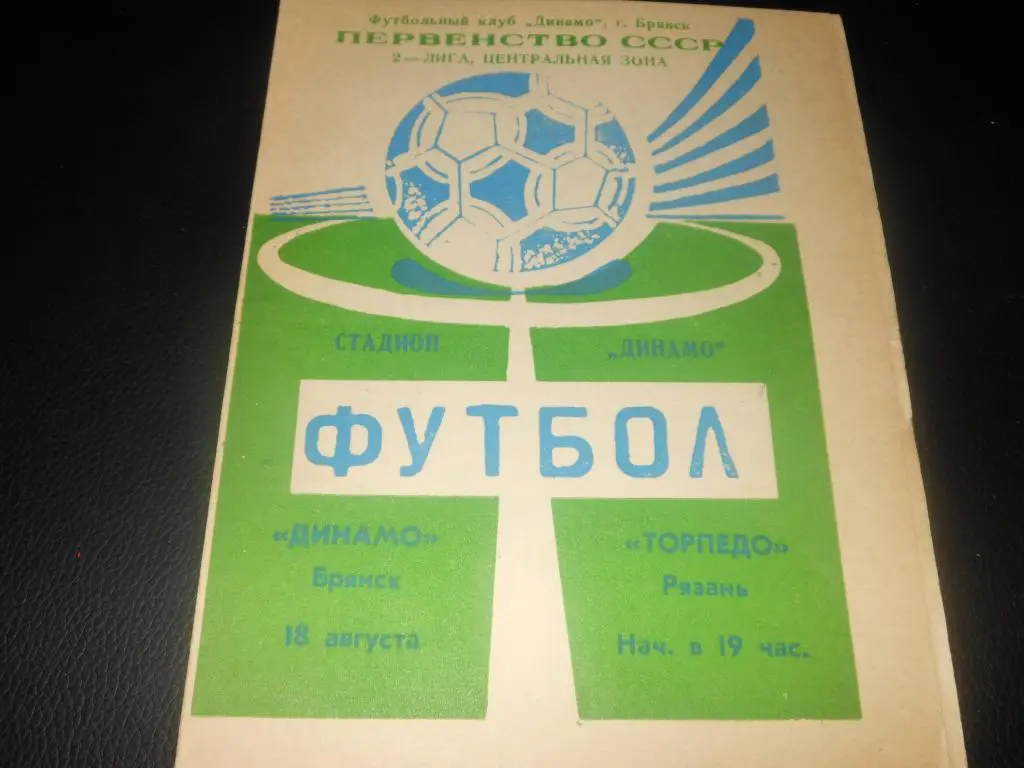 Футбольный клуб „Динамо", г. Брянск
ПЕРВЕНСТВО СССР
2 — ЛИГА, ЦЕНТРАЛЬНАЯ ЗОНА
СТАДИОП „ДИНАМО"
ФУТБОЛ
«ДИНАМО» «ТОРПЕДО»
Брянск Рязань
18 августа Нач. в 19 час.